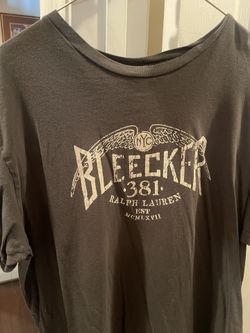 NYC
BLEECKER
·381·
RALPH LAUREN
EST
MCMLXVII